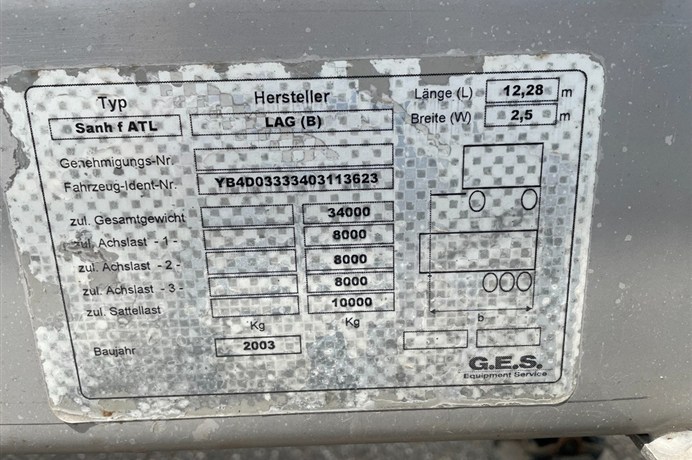 Typ Hersteller Länge (L) 12,28 m
Sanh f ATL LAG (B) Breite (W) 2,5 m
Genehmigungs-Nr.
Fahrzeug-Ident-Nr. YB4D03333403113623
zul. Gesamtgewicht 34000
zul. Achslast - 1 - 8000
zul. Achslast - 2 - 8000
zul. Achslast - 3 - 8000
zul. Sattellast 10000
Kg Kg b
Baujahr 2003
G.E.S.
Equipment Service